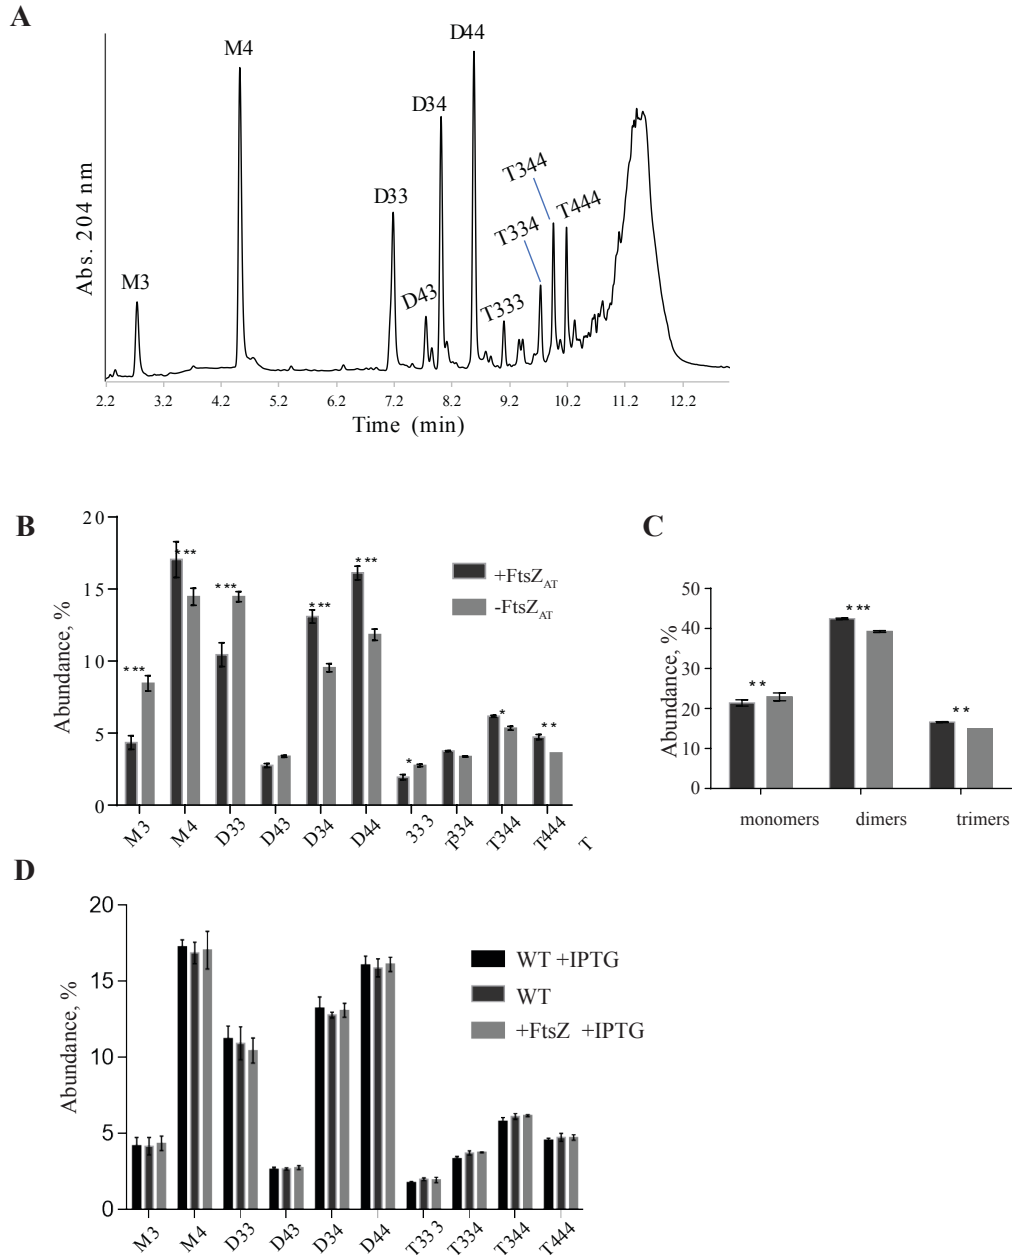 A
D44
M4
D34
T344
D33
T444
T334
M3
D43
T333
Abs. 204 nm
2.2 3.2 4.2 5.2 6.2 7.2 8.2 9.2 10.2 11.2 12.2
Time (min)
B
C
20
15
10
5
0
Abundance, %
***
***
***
***
***
*
*
**
+FtsZAT
-FtsZAT
M3 M4 D33 D43 D34 D44 333 T334 T344 T444 T
50
40
30
20
10
0
Abundance, %
**
***
**
monomers dimers trimers
D
20
15
10
5
0
Abundance, %
WT +IPTG
WT
+FtsZ +IPTG
M3 M4 D33 D43 D34 D44 T333 T334 T344 T444